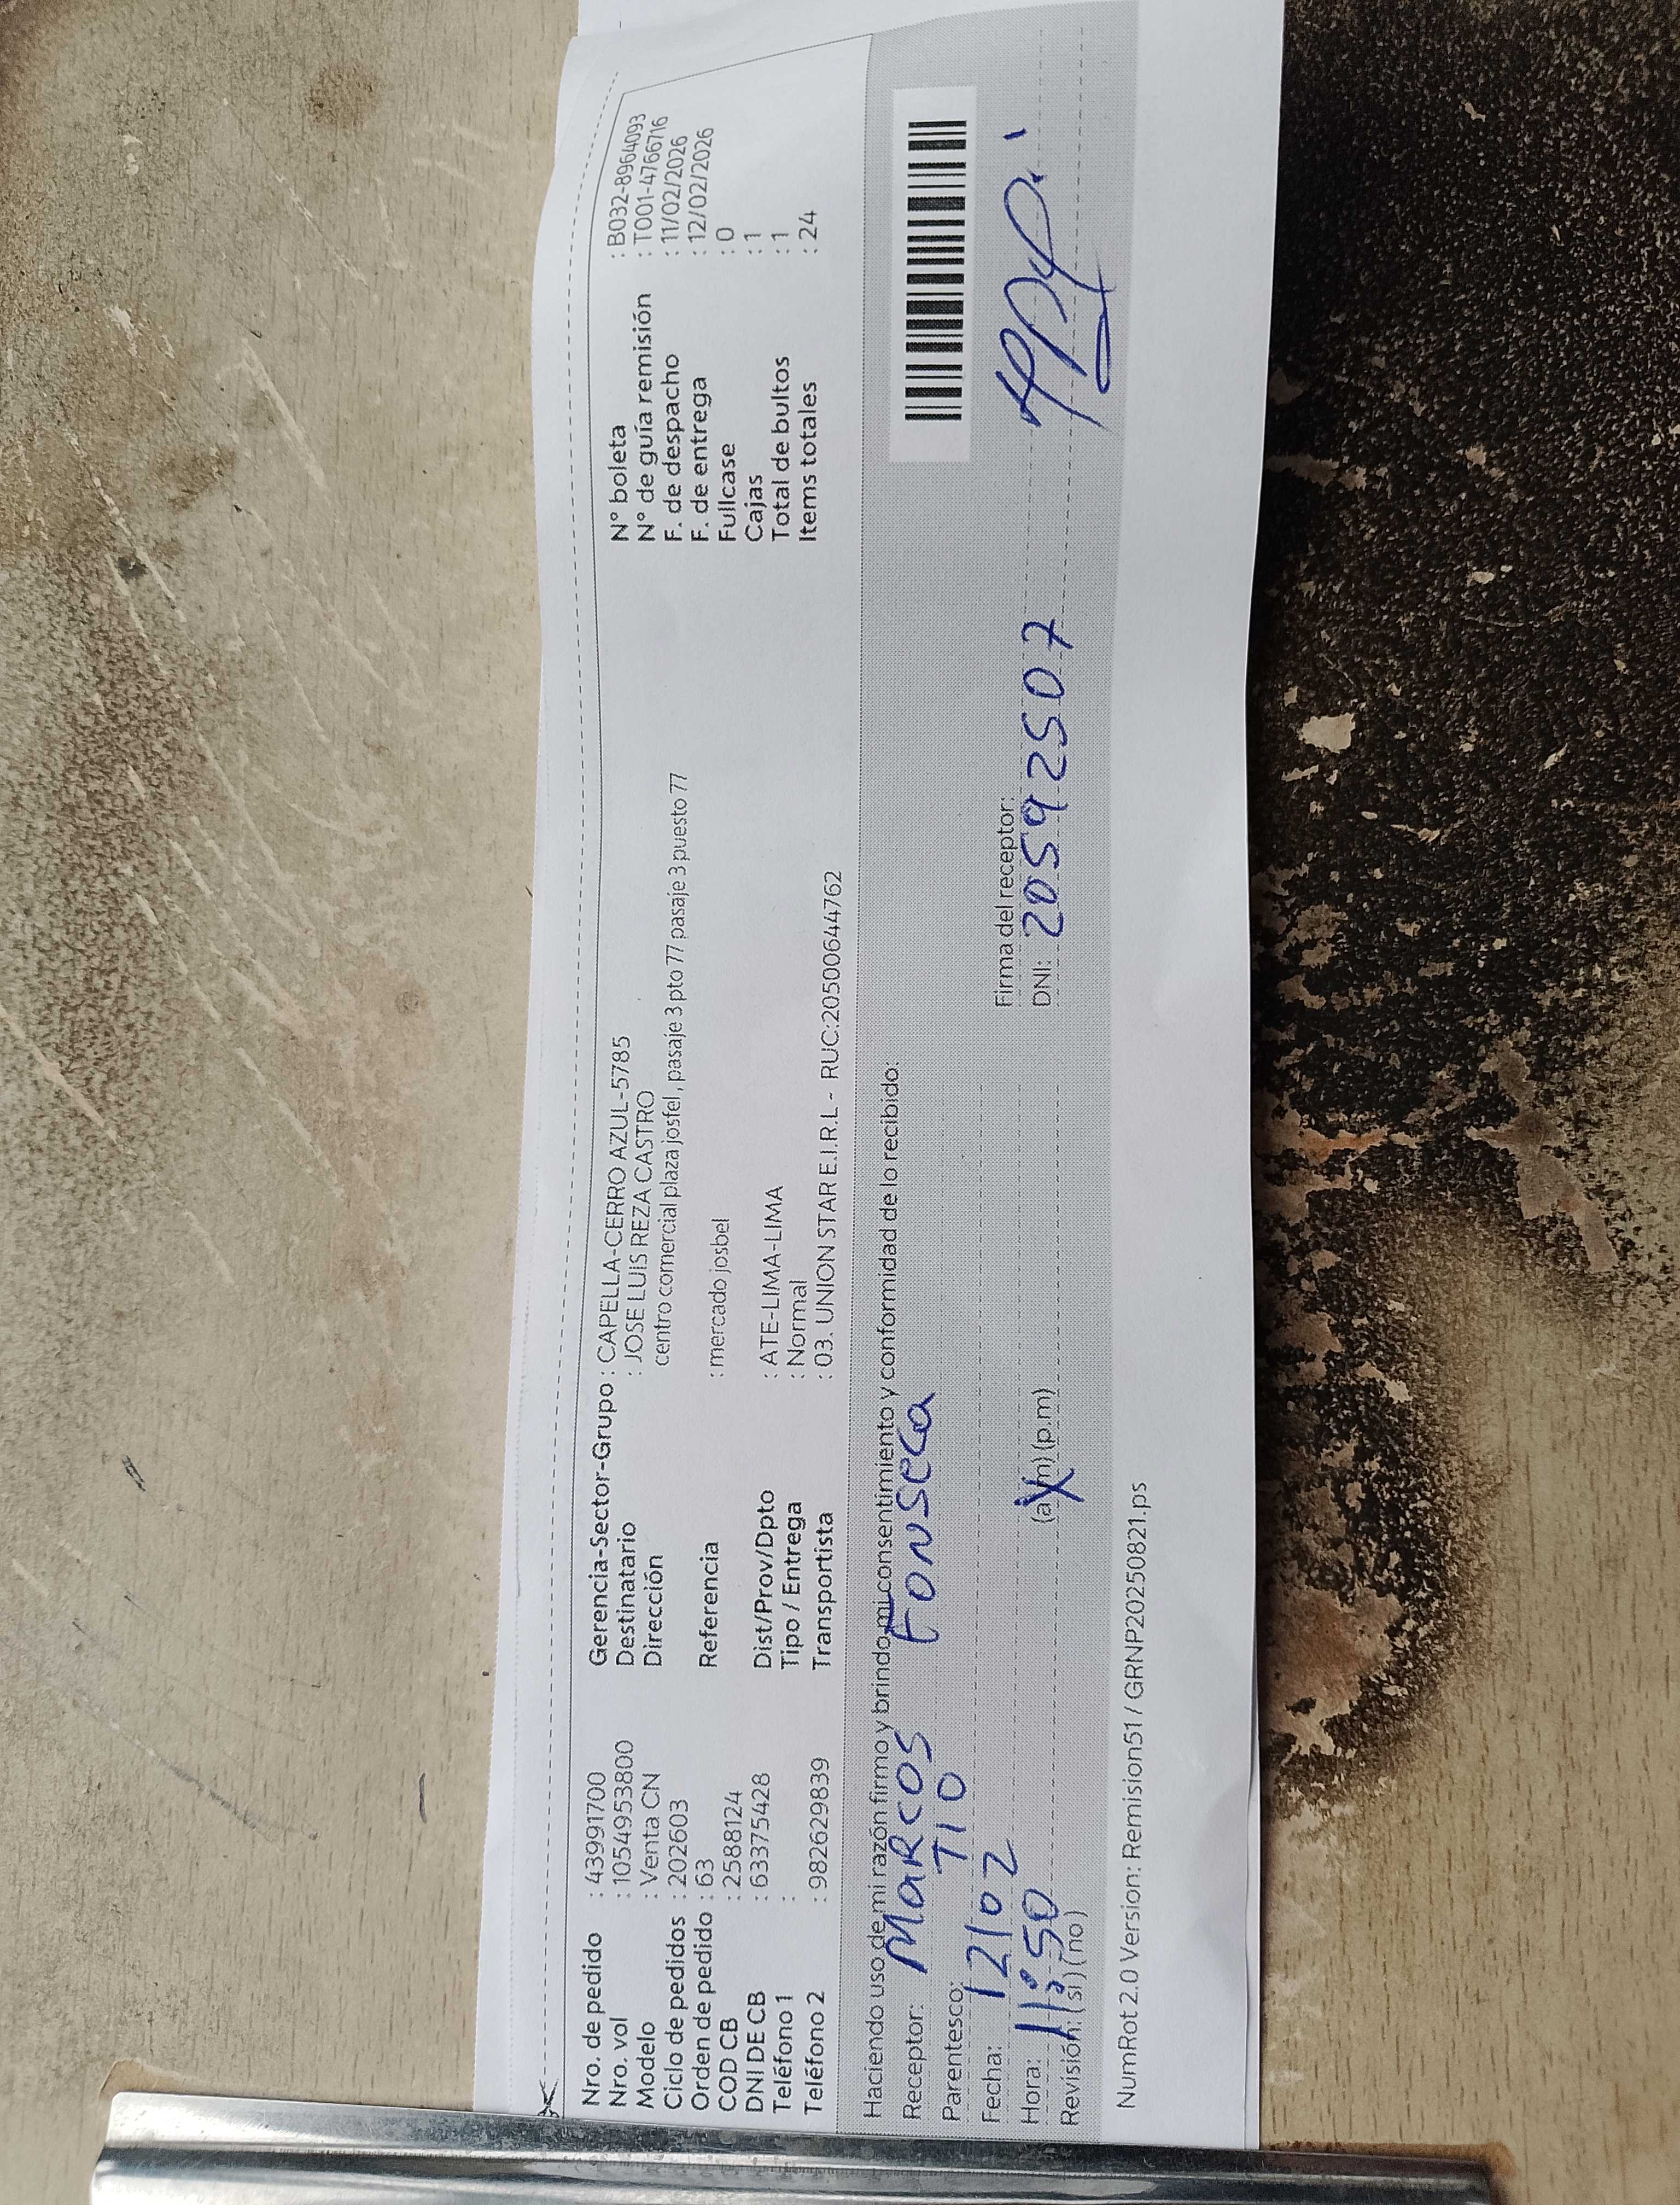 Nro. de pedido : 43991700
Nro. vol : 1054953800
Modelo : Venta CN
Ciclo de pedidos : 202603
Orden de pedido : 63
COD CB : 2588124
DNI DE CB : 63375428
Teléfono 1 :
Teléfono 2 : 982629839
Gerencia-Sector-Grupo : CAPELLA-CERRO AZUL-5785
Destinatario : JOSE LUIS REZA CASTRO
Dirección centro comercial plaza josfel , pasaje 3 pto 77 pasaje 3 puesto 77
Referencia : mercado josbel
Dist/Prov/Dpto : ATE-LIMA-LIMA
Tipo / Entrega : Normal
Transportista : 03. UNION STAR E.I.R.L - RUC:20500644762
N° boleta : B032-8964093
N° de guía remisión : T001-4766716
F. de despacho : 11/02/2026
F. de entrega : 12/02/2026
Fullcase : 0
Cajas : 1
Total de bultos : 1
Items totales : 24
Haciendo uso de mi razón firmo y brindo mi consentimiento y conformidad de lo recibido:
Receptor: MARCOS FONSECA
Parentesco: TIO
Fecha: 12/02
Hora: 11:50 (a.m) (p.m)
Revisión: (si) (no)
Firma del receptor:
DNI: 20592507
NumRot 2.0 Version: Remision51 / GRNP20250821.ps